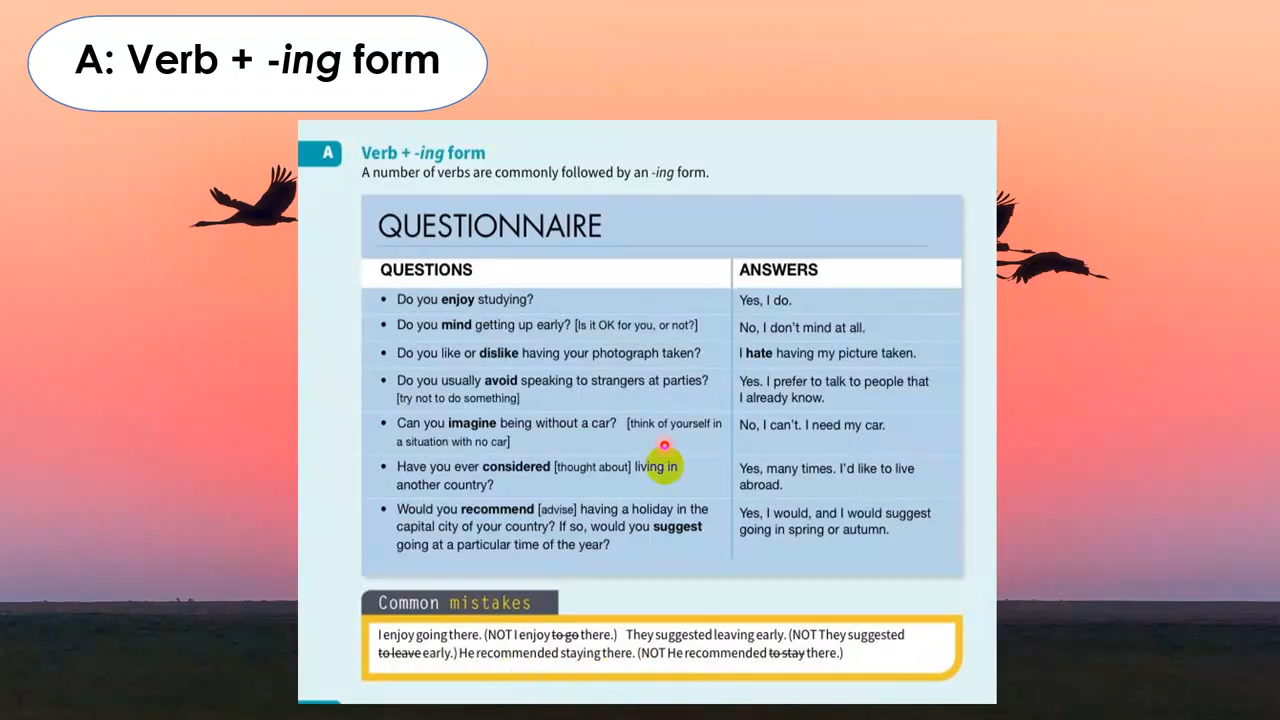 A: Verb + -ing form
A
Verb + -ing form
A number of verbs are commonly followed by an -ing form.
QUESTIONNAIRE
QUESTIONS
ANSWERS
• Do you enjoy studying?
Yes, I do.
• Do you mind getting up early? [Is it OK for you, or not?]
No, I don't mind at all.
• Do you like or dislike having your photograph taken?
I hate having my picture taken.
• Do you usually avoid speaking to strangers at parties?
[try not to do something]
Yes. I prefer to talk to people that
I already know.
• Can you imagine being without a car? [think of yourself in
a situation with no car]
No, I can't. I need my car.
• Have you ever considered [thought about] living in
another country?
Yes, many times. I'd like to live
abroad.
• Would you recommend [advise] having a holiday in the
capital city of your country? If so, would you suggest
going at a particular time of the year?
Yes, I would, and I would suggest
going in spring or autumn.
Common mistakes
I enjoy going there. (NOT I enjoy to go there.) They suggested leaving early. (NOT They suggested
to leave early.) He recommended staying there. (NOT He recommended to stay there.)